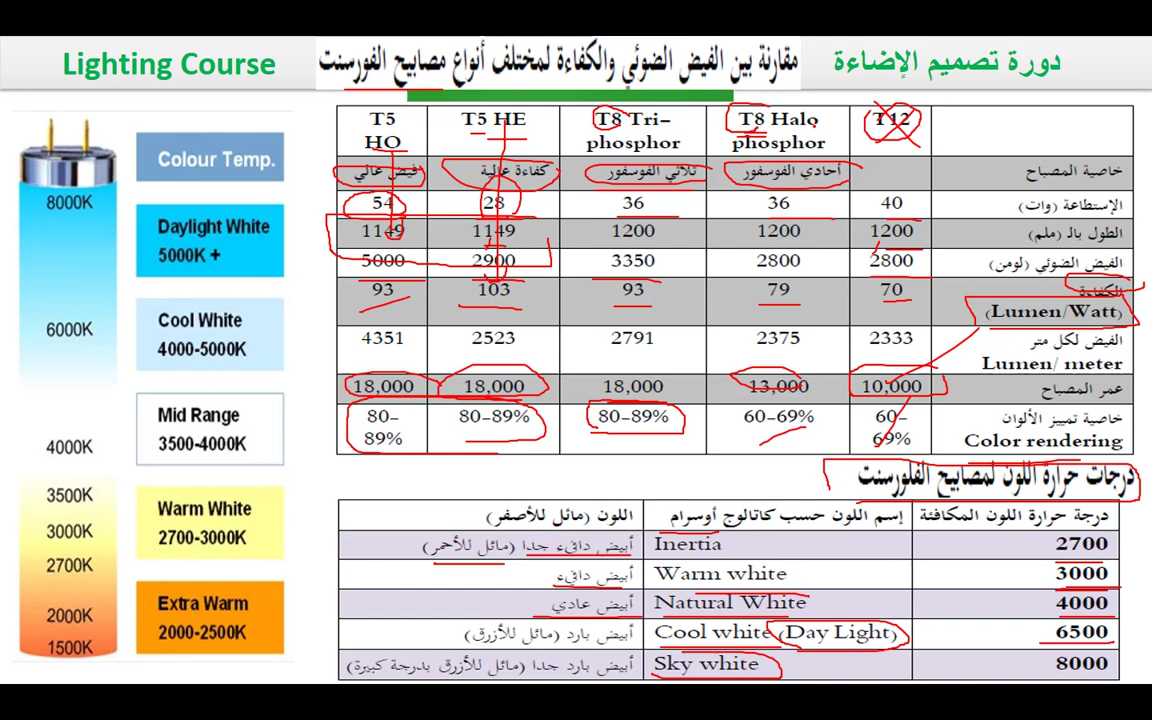 Lighting Course
مقارنة بين الفيض الضوئي والكفاءة لمختلف أنواع مصابيح الفورسنت
دورة تصميم الإضاءة
Colour Temp.
8000K
Daylight White
5000K +
Cool White
4000-5000K
6000K
Mid Range
3500-4000K
4000K
3500K
Warm White
2700-3000K
3000K
2700K
Extra Warm
2000-2500K
2000K
1500K
T5 HO T5 HE T8 Tri-phosphor T8 Halo phosphor T12
فيض عالي كفاءة عالية ثلاثي الفوسفور أحادي الفوسفور خاصية المصباح
54 28 36 36 40 الإستطاعة (وات)
1149 1149 1200 1200 1200 الطول بالـ (ملم)
5000 2900 3350 2800 2800 الفيض الضوئي (لومن)
93 103 93 79 70 الكفاءة
(Lumen/Watt)
4351 2523 2791 2375 2333 الفيض لكل متر
Lumen/ meter
18,000 18,000 18,000 13,000 10,000 عمر المصباح
80-89% 80-89% 80-89% 60-69% 60-69% خاصية تمييز الألوان
Color rendering
درجات حرارة اللون لمصابيح الفلورسنت
درجة حرارة اللون المكافئة إسم اللون حسب كاتالوج أوسرام اللون (مائل للأصفر)
2700 Inertia أبيض دافيء جدا (مائل للأحمر)
3000 Warm white أبيض دافيء
4000 Natural White أبيض عادي
6500 Cool white (Day Light) أبيض بارد (مائل للأزرق)
8000 Sky white أبيض بارد جدا (مائل للأزرق بدرجة كبيرة)